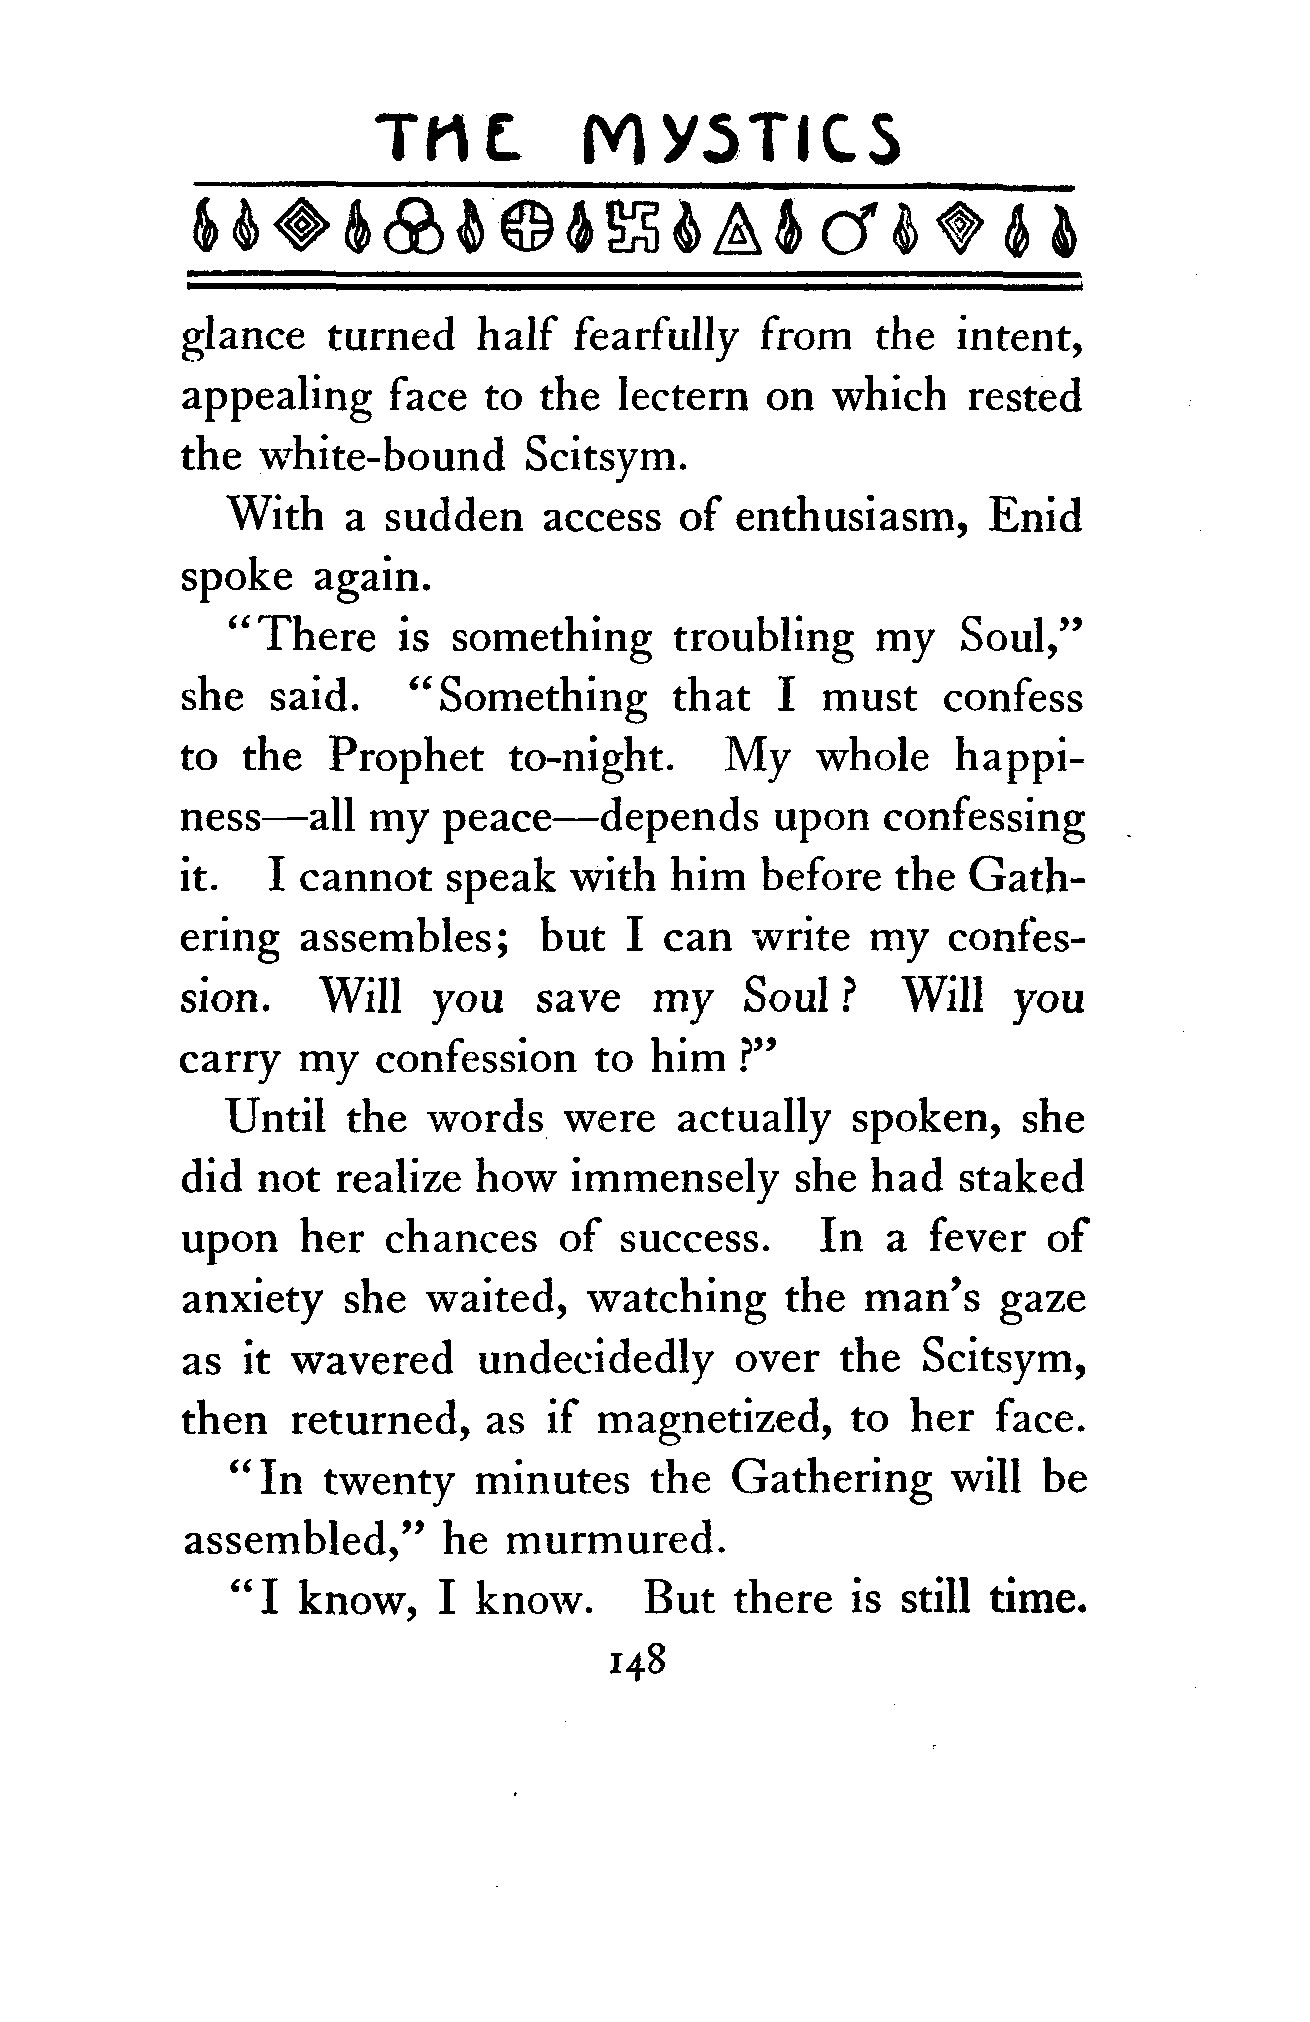 THE MYSTICS
glance turned half fearfully from the intent,
appealing face to the lectern on which rested
the white-bound Scitsym.
With a sudden access of enthusiasm, Enid
spoke again.
"There is something troubling my Soul,"
she said. "Something that I must confess
to the Prophet to-night. My whole happi-
ness—all my peace—depends upon confessing
it. I cannot speak with him before the Gath-
ering assembles; but I can write my confes-
sion. Will you save my Soul? Will you
carry my confession to him?"
Until the words were actually spoken, she
did not realize how immensely she had staked
upon her chances of success. In a fever of
anxiety she waited, watching the man's gaze
as it wavered undecidedly over the Scitsym,
then returned, as if magnetized, to her face.
"In twenty minutes the Gathering will be
assembled," he murmured.
"I know, I know. But there is still time.
148